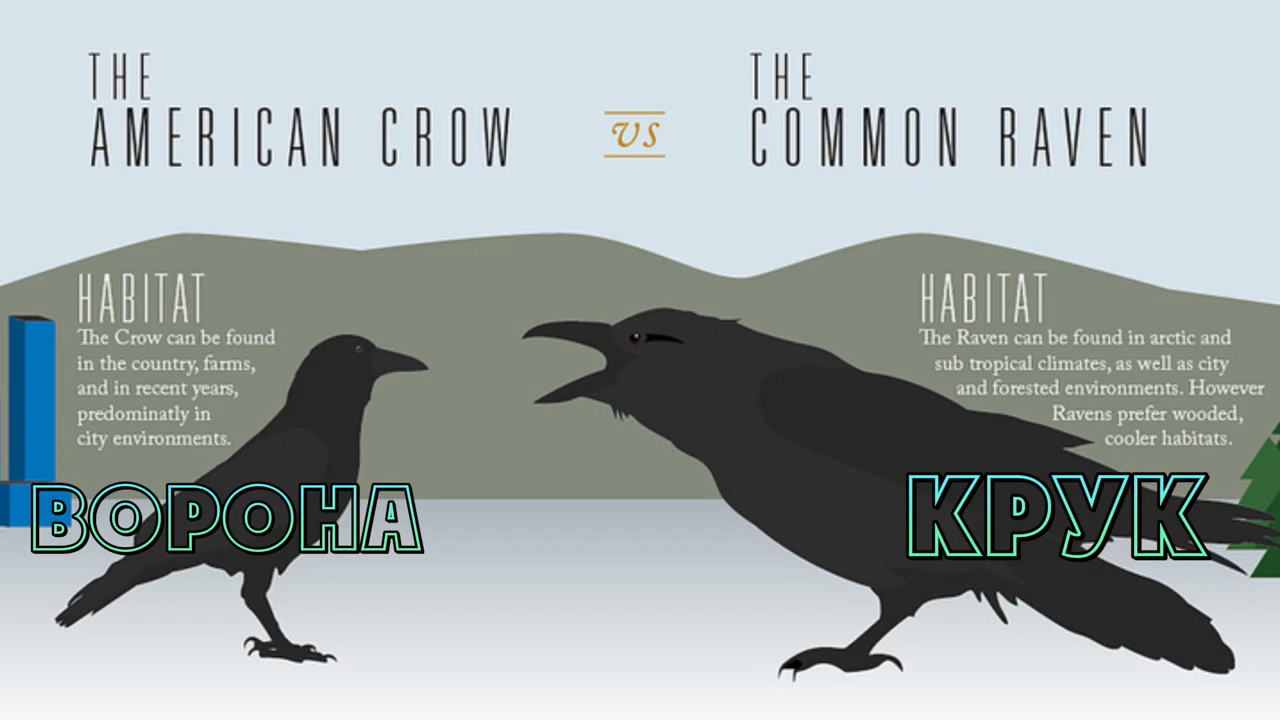 THE
AMERICAN CROW
vs
THE
COMMON RAVEN
HABITAT
The Crow can be found
in the country, farms,
and in recent years,
predominatly in
city environments.
HABITAT
The Raven can be found in arctic and
sub tropical climates, as well as city
and forested environments. However
Ravens prefer wooded,
cooler habitats.
ВОРОНА
КРУК